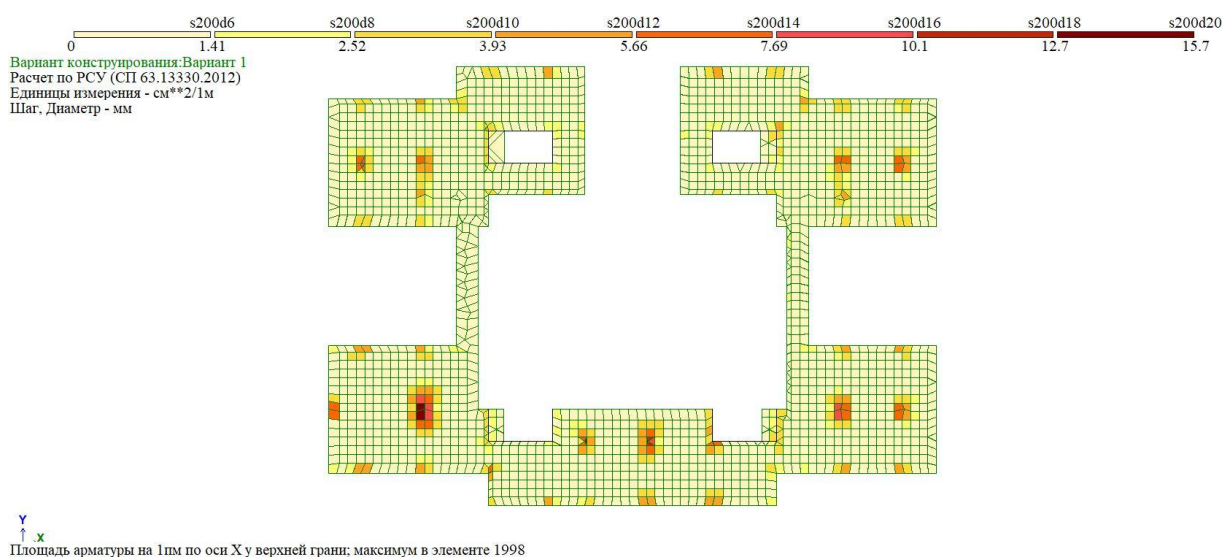 s200d6 s200d8 s200d10 s200d12 s200d14 s200d16 s200d18 s200d20
0 1.41 2.52 3.93 5.66 7.69 10.1 12.7 15.7
Вариант конструирования:Вариант 1
Расчет по РСУ (СП 63.13330.2012)
Единицы измерения - см**2/1м
Шаг, Диаметр - мм
Y
X
Площадь арматуры на 1пм по оси X у верхней грани; максимум в элементе 1998